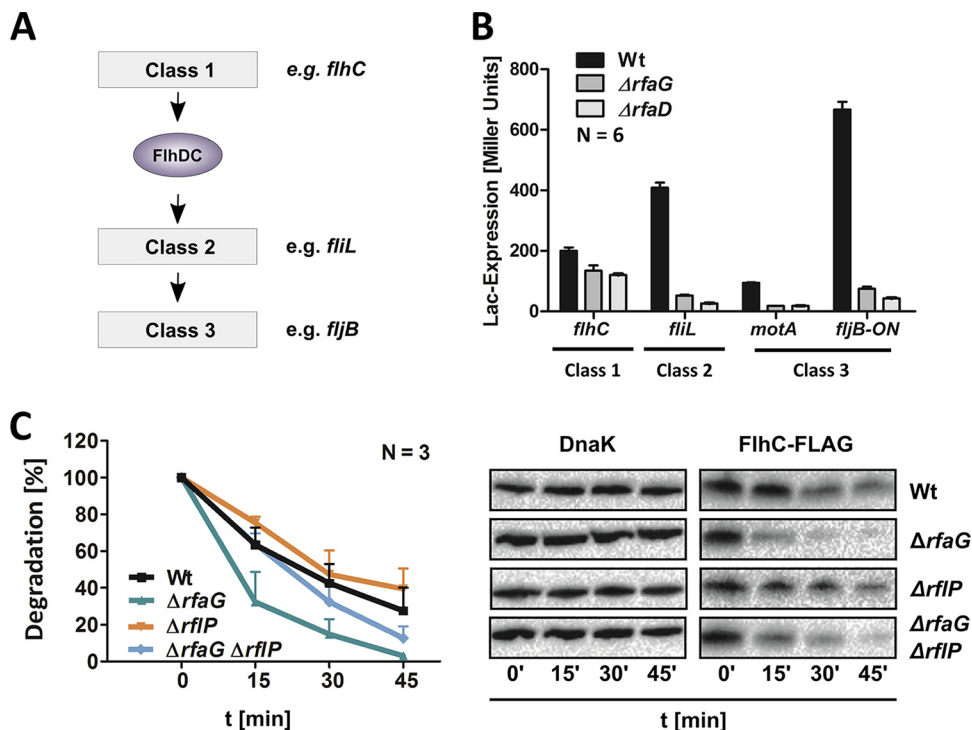 A
Class 1
e.g. flhC
FlhDC
Class 2
e.g. fliL
Class 3
e.g. fljB
B
Wt
ΔrfaG
ΔrfaD
N = 6
Lac-Expression [Miller Units]
800
600
400
200
0
flhC
fliL
motA
fljB-ON
Class 1
Class 2
Class 3
C
Degradation [%]
120
100
80
60
40
20
0
N = 3
Wt
ΔrfaG
ΔrflP
ΔrfaG ΔrflP
0
15
30
45
t [min]
DnaK
FlhC-FLAG
Wt
ΔrfaG
ΔrflP
ΔrfaG
ΔrflP
0' 15' 30' 45'
0' 15' 30' 45'
t [min]